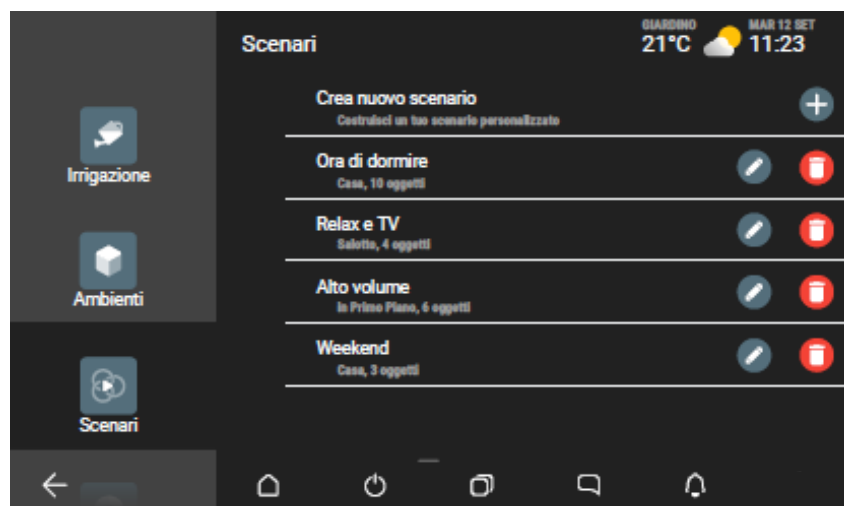 Scenari
GIARDINO
21°C
MAR 12 SET
11:23
Irrigazione
Ambienti
Scenari
Crea nuovo scenario
Costruisci un tuo scenario personalizzato
Ora di dormire
Casa, 10 oggetti
Relax e TV
Salotto, 4 oggetti
Alto volume
In Primo Piano, 6 oggetti
Weekend
Casa, 3 oggetti